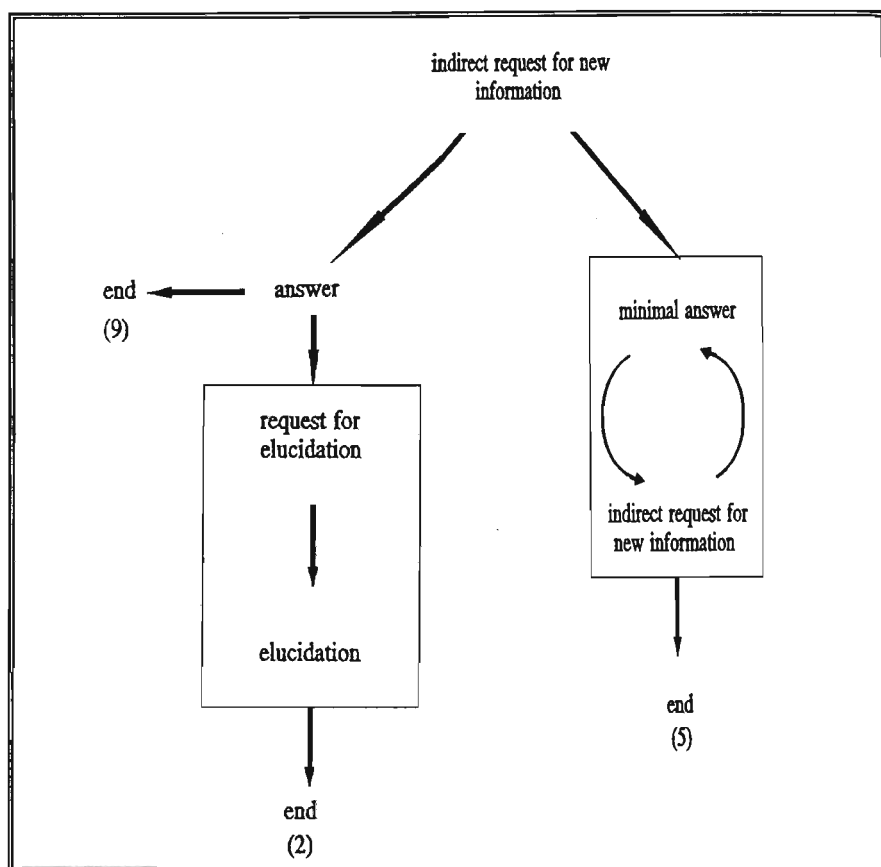 indirect request for new
information
end
(9)
answer
request for
elucidation
elucidation
end
(2)
minimal answer
indirect request for
new information
end
(5)